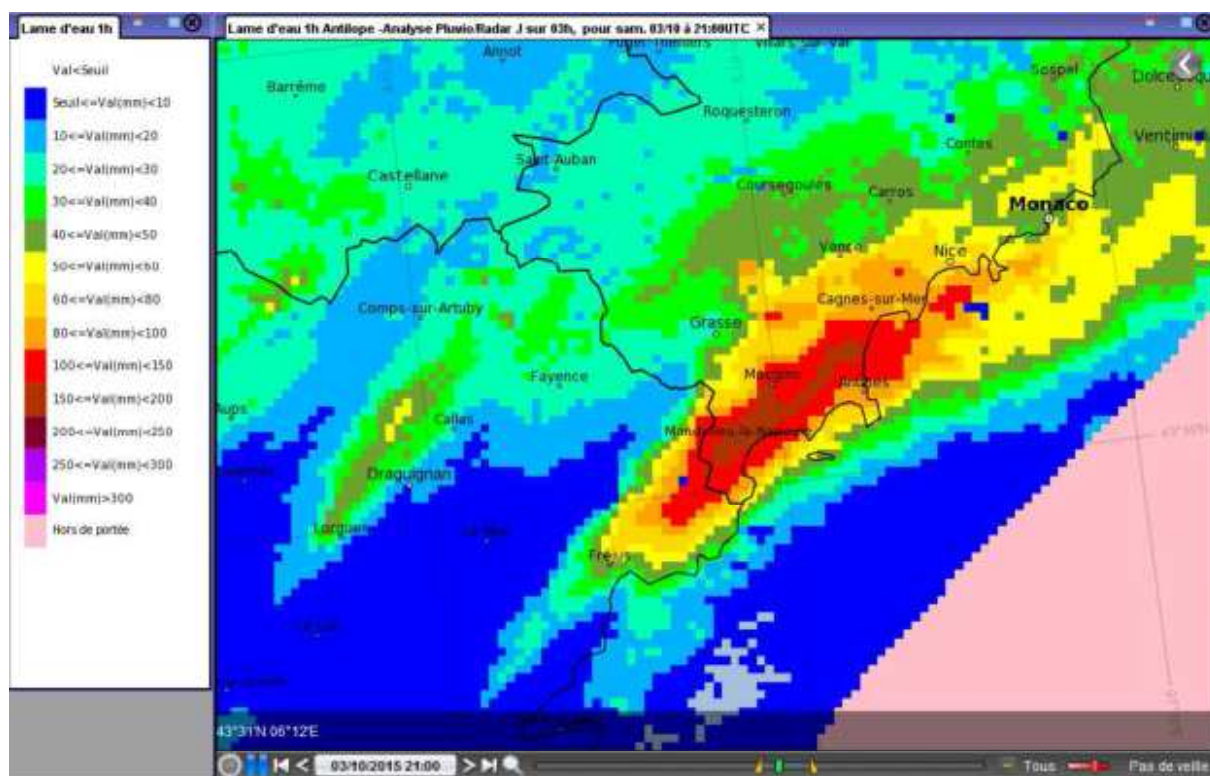 Lame d'eau 1h
Lame d'eau 1h Antilope -Analyse Pluvio/Radar J sur 03h, pour sam. 03/10 à 21:00UTC ×
Val<Seuil
Seuil<=Val(mm)<10
10<=Val(mm)<20
20<=Val(mm)<30
30<=Val(mm)<40
40<=Val(mm)<50
50<=Val(mm)<60
60<=Val(mm)<80
80<=Val(mm)<100
100<=Val(mm)<150
150<=Val(mm)<200
200<=Val(mm)<250
250<=Val(mm)<300
Val(mm)>300
Hors de portée
Annot
Sospel
Barrême
Roquesteron
Contes
Saint-Auban
Castellane
Coursegoules
Carros
Monaco
Vence
Nice
Comps-sur-Artuby
Cagnes-sur-Mer
Grasse
Fayence
Mougins
Antibes
Aups
Callas
Draguignan
Lorgues
Fréjus
43°31'N 06°12'E
03/10/2015 21:00
Tous
Pas de veille